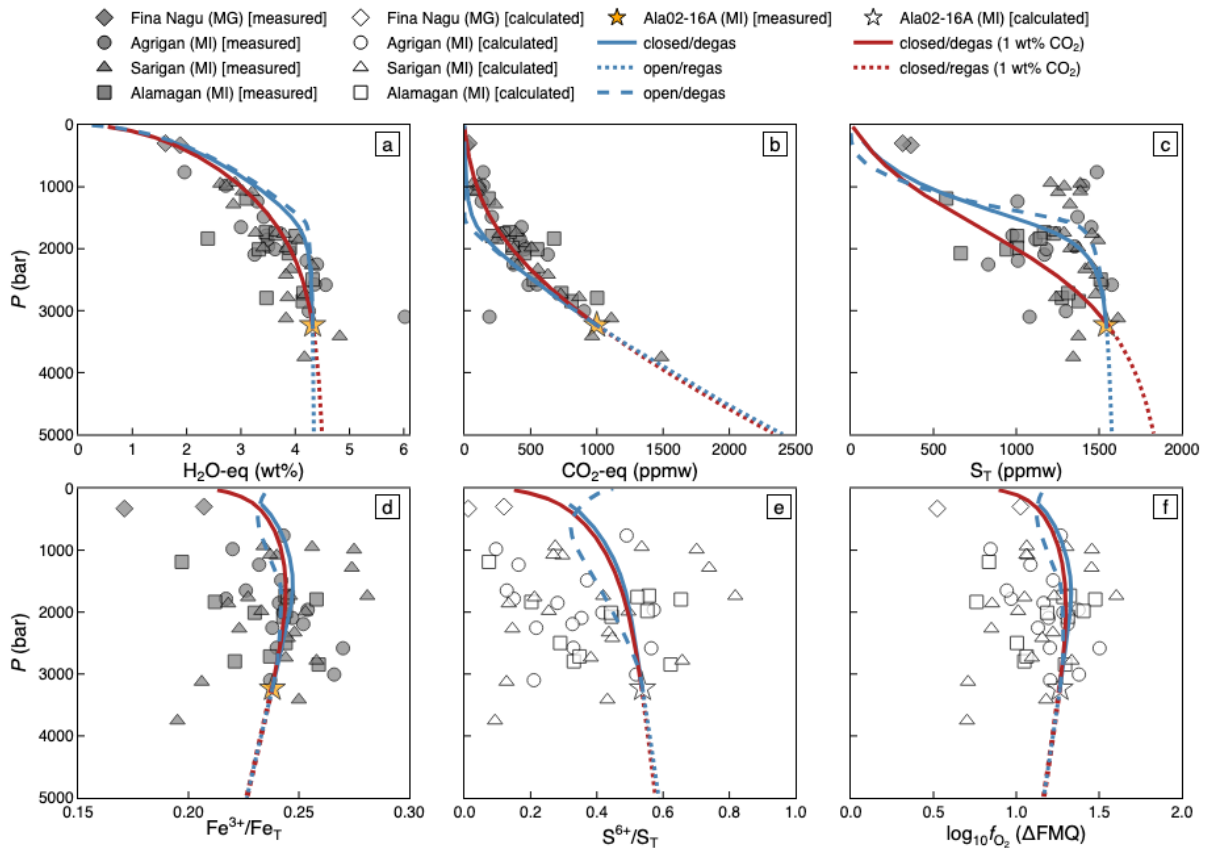 Fina Nagu (MG) [measured] Fina Nagu (MG) [calculated] Ala02-16A (MI) [measured] Ala02-16A (MI) [calculated]
Agrigan (MI) [measured] Agrigan (MI) [calculated] closed/degas closed/degas (1 wt% CO₂)
Sarigan (MI) [measured] Sarigan (MI) [calculated] open/regas closed/regas (1 wt% CO₂)
Alamagan (MI) [measured] Alamagan (MI) [calculated] open/degas
0
1000
2000
3000
4000
5000
P (bar)
a
0 1 2 3 4 5 6
H₂O-eq (wt%)
b
0 500 1000 1500 2000 2500
CO₂-eq (ppmw)
c
0 500 1000 1500 2000
S_T (ppmw)
0
1000
2000
3000
4000
5000
P (bar)
d
0.15 0.20 0.25 0.30
Fe³⁺/Fe_T
e
0.0 0.2 0.4 0.6 0.8 1.0
S⁶⁺/S_T
f
0.0 0.5 1.0 1.5 2.0
log₁₀f_O₂ (ΔFMQ)